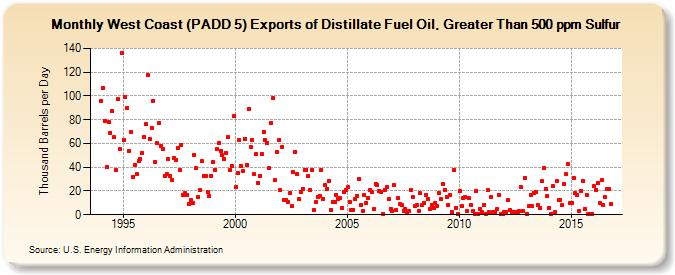 Monthly West Coast (PADD 5) Exports of Distillate Fuel Oil, Greater Than 500 ppm Sulfur
Thousand Barrels per Day
140
120
100
80
60
40
20
0
1995 2000 2005 2010 2015
Source: U.S. Energy Information Administration